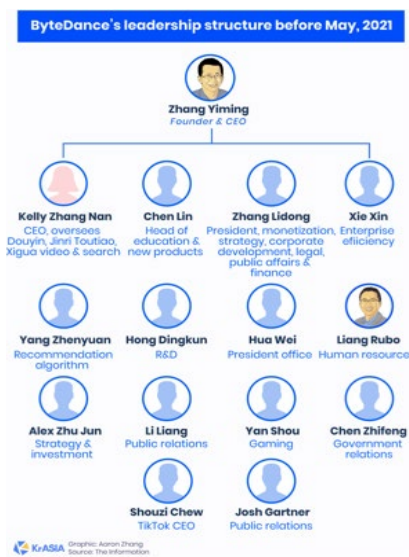 ByteDance's leadership structure before May, 2021
Zhang Yiming
Founder & CEO
Kelly Zhang Nan
CEO, oversees
Douyin, Jinri Toutiao,
Xigua video & search
Chen Lin
Head of
education &
new products
Zhang Lidong
President, monetization,
strategy, corporate
development, legal,
public affairs &
finance
Xie Xin
Enterprise
efiiciency
Yang Zhenyuan
Recommendation
algorithm
Hong Dingkun
R&D
Hua Wei
President office
Liang Rubo
Human resource
Alex Zhu Jun
Strategy &
investment
Li Liang
Public relations
Yan Shou
Gaming
Chen Zhifeng
Government
relations
Shouzi Chew
TikTok CEO
Josh Gartner
Public relations
KrASIA
Graphic: Aaron Zhang
Source: The Information